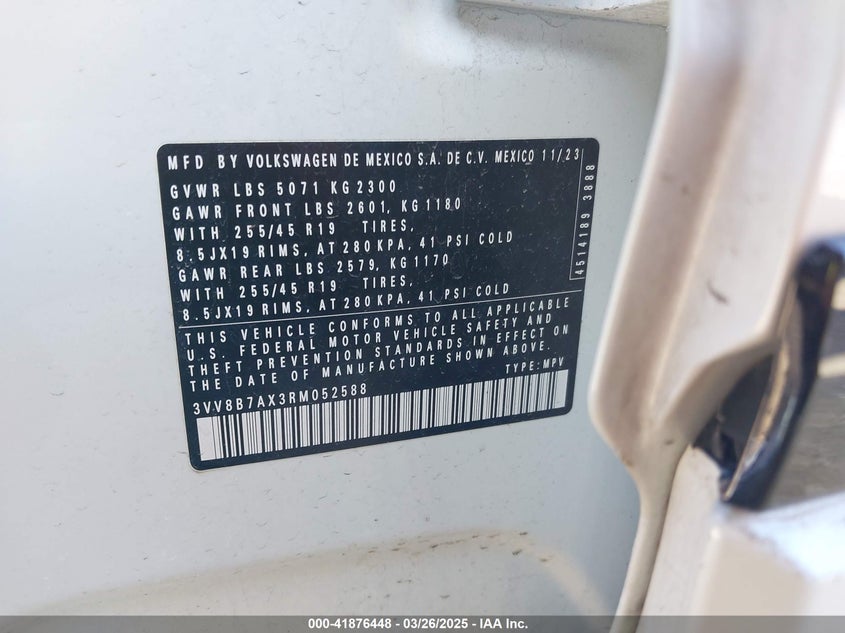 MFD BY VOLKSWAGEN DE MEXICO S.A. DE C.V. MEXICO 11/23
GVWR LBS 5071 KG 2300
GAWR FRONT LBS 2601, KG 1180
WITH 255/45 R19 TIRES,
8.5JX19 RIMS, AT 280 KPA, 41 PSI COLD
GAWR REAR LBS 2579, KG 1170
WITH 255/45 R19 TIRES,
8.5JX19 RIMS, AT 280 KPA, 41 PSI COLD
4514189 3888
THIS VEHICLE CONFORMS TO ALL APPLICABLE
U.S. FEDERAL MOTOR VEHICLE SAFETY AND
THEFT PREVENTION STANDARDS IN EFFECT ON
THE DATE OF MANUFACTURE SHOWN ABOVE.
3VV8B7AX3RM052588 TYPE: MPV
000-41876448 - 03/26/2025 - IAA Inc.